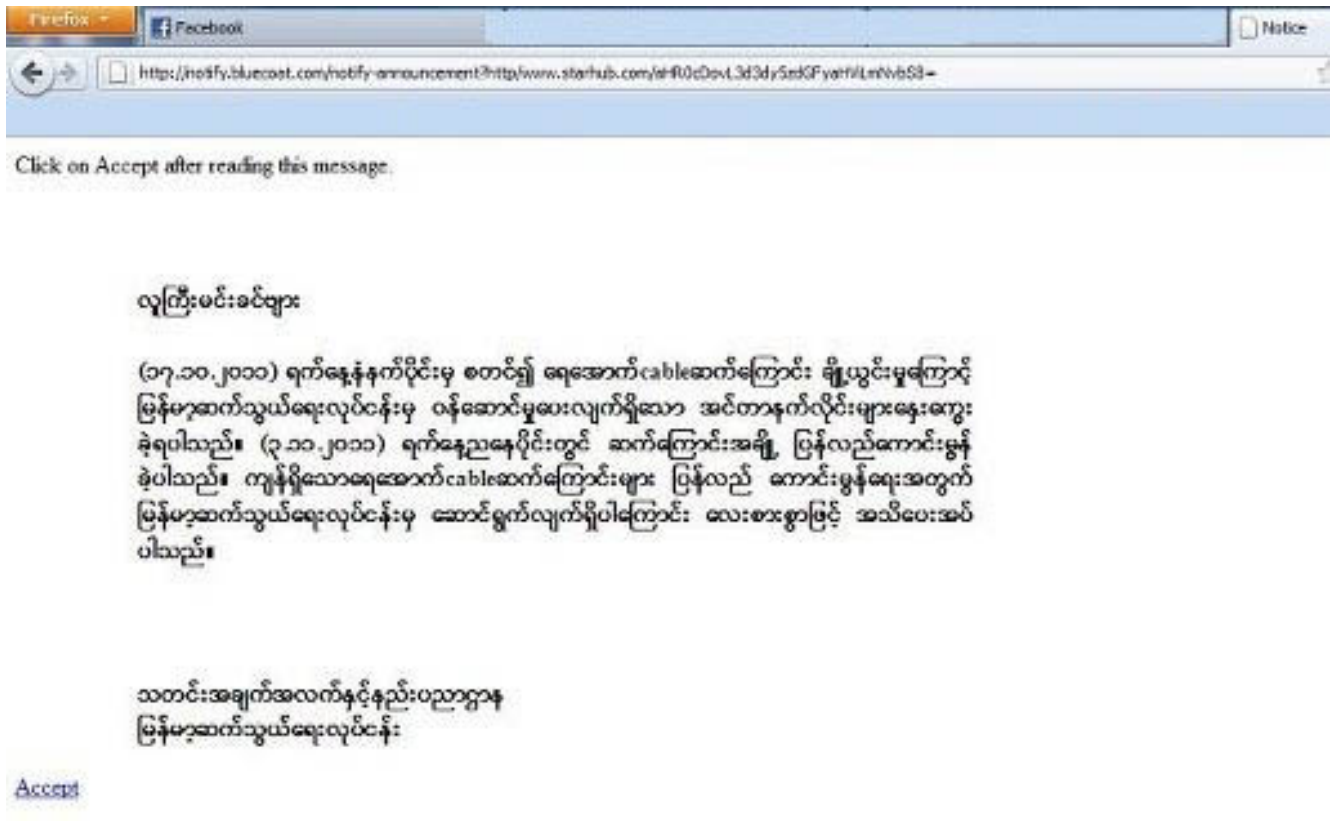 Firefox
Facebook
Notice
http://notify.bluecoat.com/notify-announcement?http/www.starhub.com/
Click on Accept after reading this message.
လူကြီးမင်းခင်ဗျား
(၁၇.၁၀.၂၀၁၁) ရက်နေ့နံနက်ပိုင်းမှ စတင်၍ ရေအောက်cableဆက်ကြောင်း ချို့ယွင်းမှုကြောင့်
မြန်မာ့ဆက်သွယ်ရေးလုပ်ငန်းမှ ဝန်ဆောင်မှုပေးလျက်ရှိသော အင်တာနက်လိုင်းများနှေးကွေး
ခဲ့ရပါသည်။ (၃.၁၁.၂၀၁၁) ရက်နေ့ညနေပိုင်းတွင် ဆက်ကြောင်းအချို့ ပြန်လည်ကောင်းမွန်
ခဲ့ပါသည်။ ကျန်ရှိသောရေအောက်cableဆက်ကြောင်းများ ပြန်လည် ကောင်းမွန်ရေးအတွက်
မြန်မာ့ဆက်သွယ်ရေးလုပ်ငန်းမှ ဆောင်ရွက်လျက်ရှိပါကြောင်း လေးစားစွာဖြင့် အသိပေးအပ်
ပါသည်။
သတင်းအချက်အလက်နှင့်နည်းပညာဌာန
မြန်မာ့ဆက်သွယ်ရေးလုပ်ငန်း
Accept